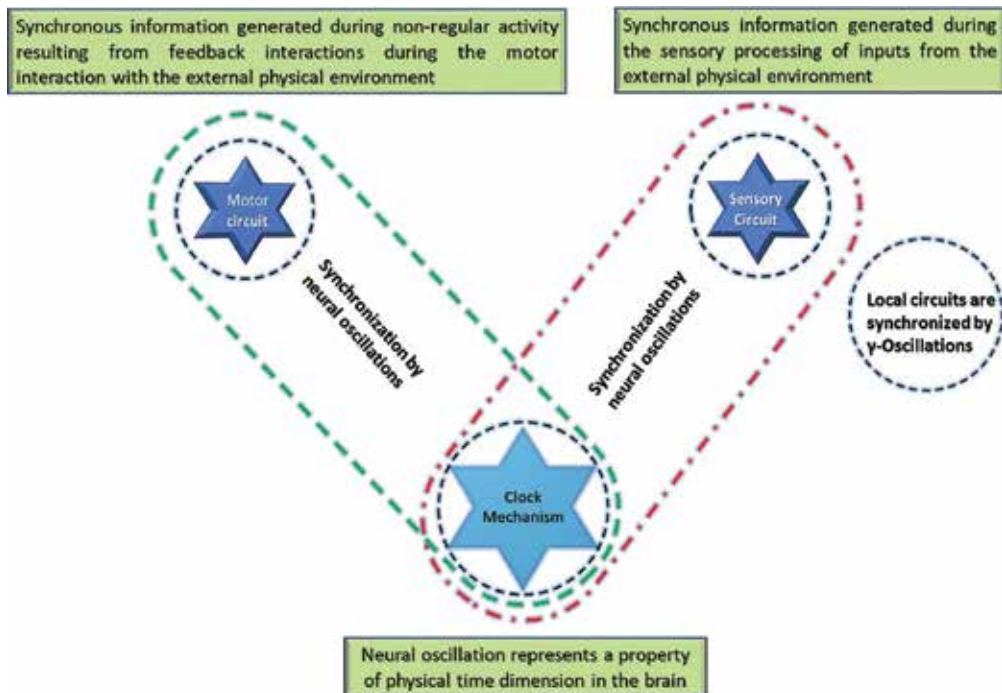 Synchronous information generated during non-regular activity
resulting from feedback interactions during the motor
interaction with the external physical environment
Synchronous information generated during
the sensory processing of inputs from the
external physical environment
Motor
circuit
Sensory
Circuit
Synchronization by
neural oscillations
Synchronization by
neural oscillations
Local circuits are
synchronized by
γ-Oscillations
Clock
Mechanism
Neural oscillation represents a property
of physical time dimension in the brain